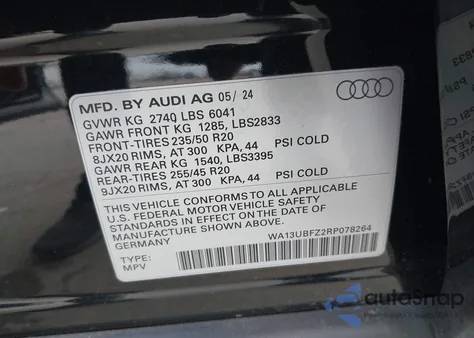 MFD. BY AUDI AG 05/24
GVWR KG 2740 LBS 6041
GAWR FRONT KG 1285, LBS2833
FRONT-TIRES 235/50 R20
8JX20 RIMS, AT 300 KPA, 44 PSI COLD
GAWR REAR KG 1540, LBS3395
REAR-TIRES 255/45 R20
9JX20 RIMS, AT 300 KPA, 44 PSI COLD
THIS VEHICLE CONFORMS TO ALL APPLICABLE
U.S. FEDERAL MOTOR VEHICLE SAFETY
STANDARDS IN EFFECT ON THE DATE OF
MANUFACTURE SHOWN ABOVE.
GERMANY WA13UBFZ2RP078264
TYPE:
MPV
autoSnap